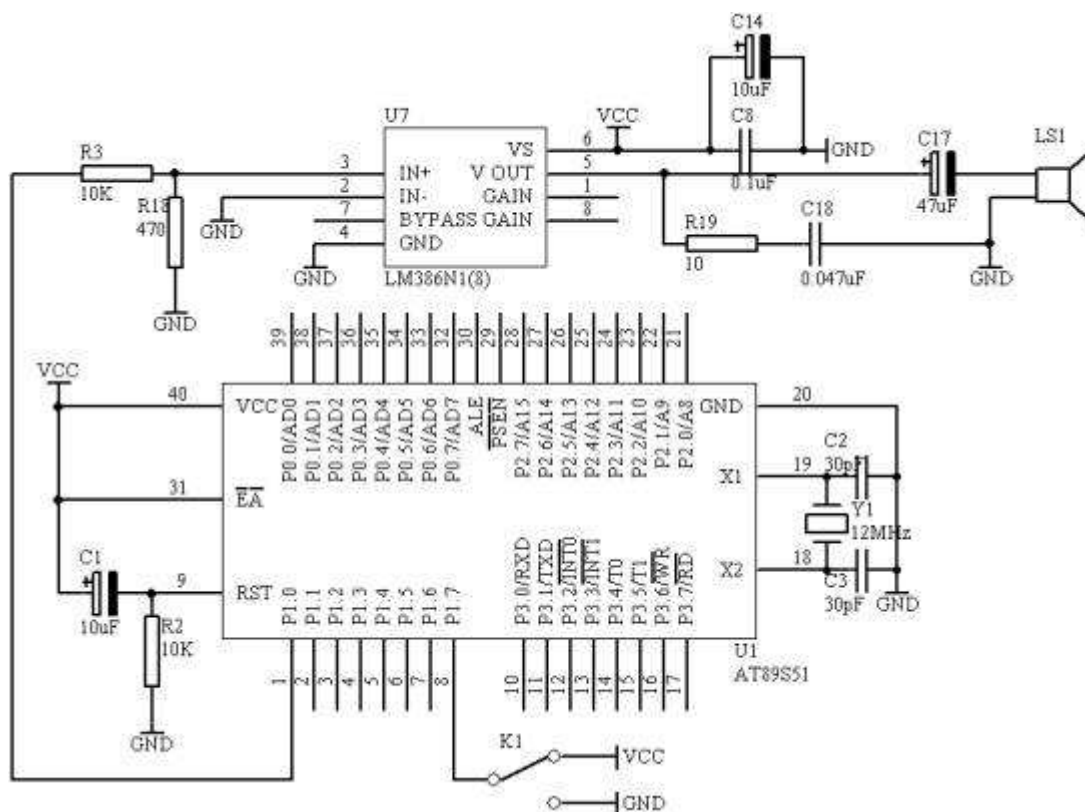 C14
10uF
U7
VCC
C8
GND
0.1uF
C17
47uF
LS1
R3
10K
R18
470
GND
GND
GND
3
2
7
4
IN+
IN-
BYPASS
GND
VS
V OUT
GAIN
GAIN
6
5
1
8
LM386N1(8)
R19
10
C18
0.047uF
GND
39 38 37 36 35 34 33 32 30 29 28 27 26 25 24 23 22 21
VCC
40
VCC
P0.0/AD0
P0.1/AD1
P0.2/AD2
P0.3/AD3
P0.4/AD4
P0.5/AD5
P0.6/AD6
P0.7/AD7
ALE
PSEN
P2.7/A15
P2.6/A14
P2.5/A13
P2.4/A12
P2.3/A11
P2.2/A10
P2.1/A9
P2.0/A8
GND
20
31
EA
X1
19
C2
30pF
Y1
12MHz
X2
18
C3
30pF
GND
C1
10uF
9
RST
R2
10K
GND
P1.0
P1.1
P1.2
P1.3
P1.4
P1.5
P1.6
P1.7
P3.0/RXD
P3.1/TXD
P3.2/INT0
P3.3/INT1
P3.4/T0
P3.5/T1
P3.6/WR
P3.7/RD
U1
AT89S51
1 2 3 4 5 6 7 8 10 11 12 13 14 15 16 17
K1
VCC
GND